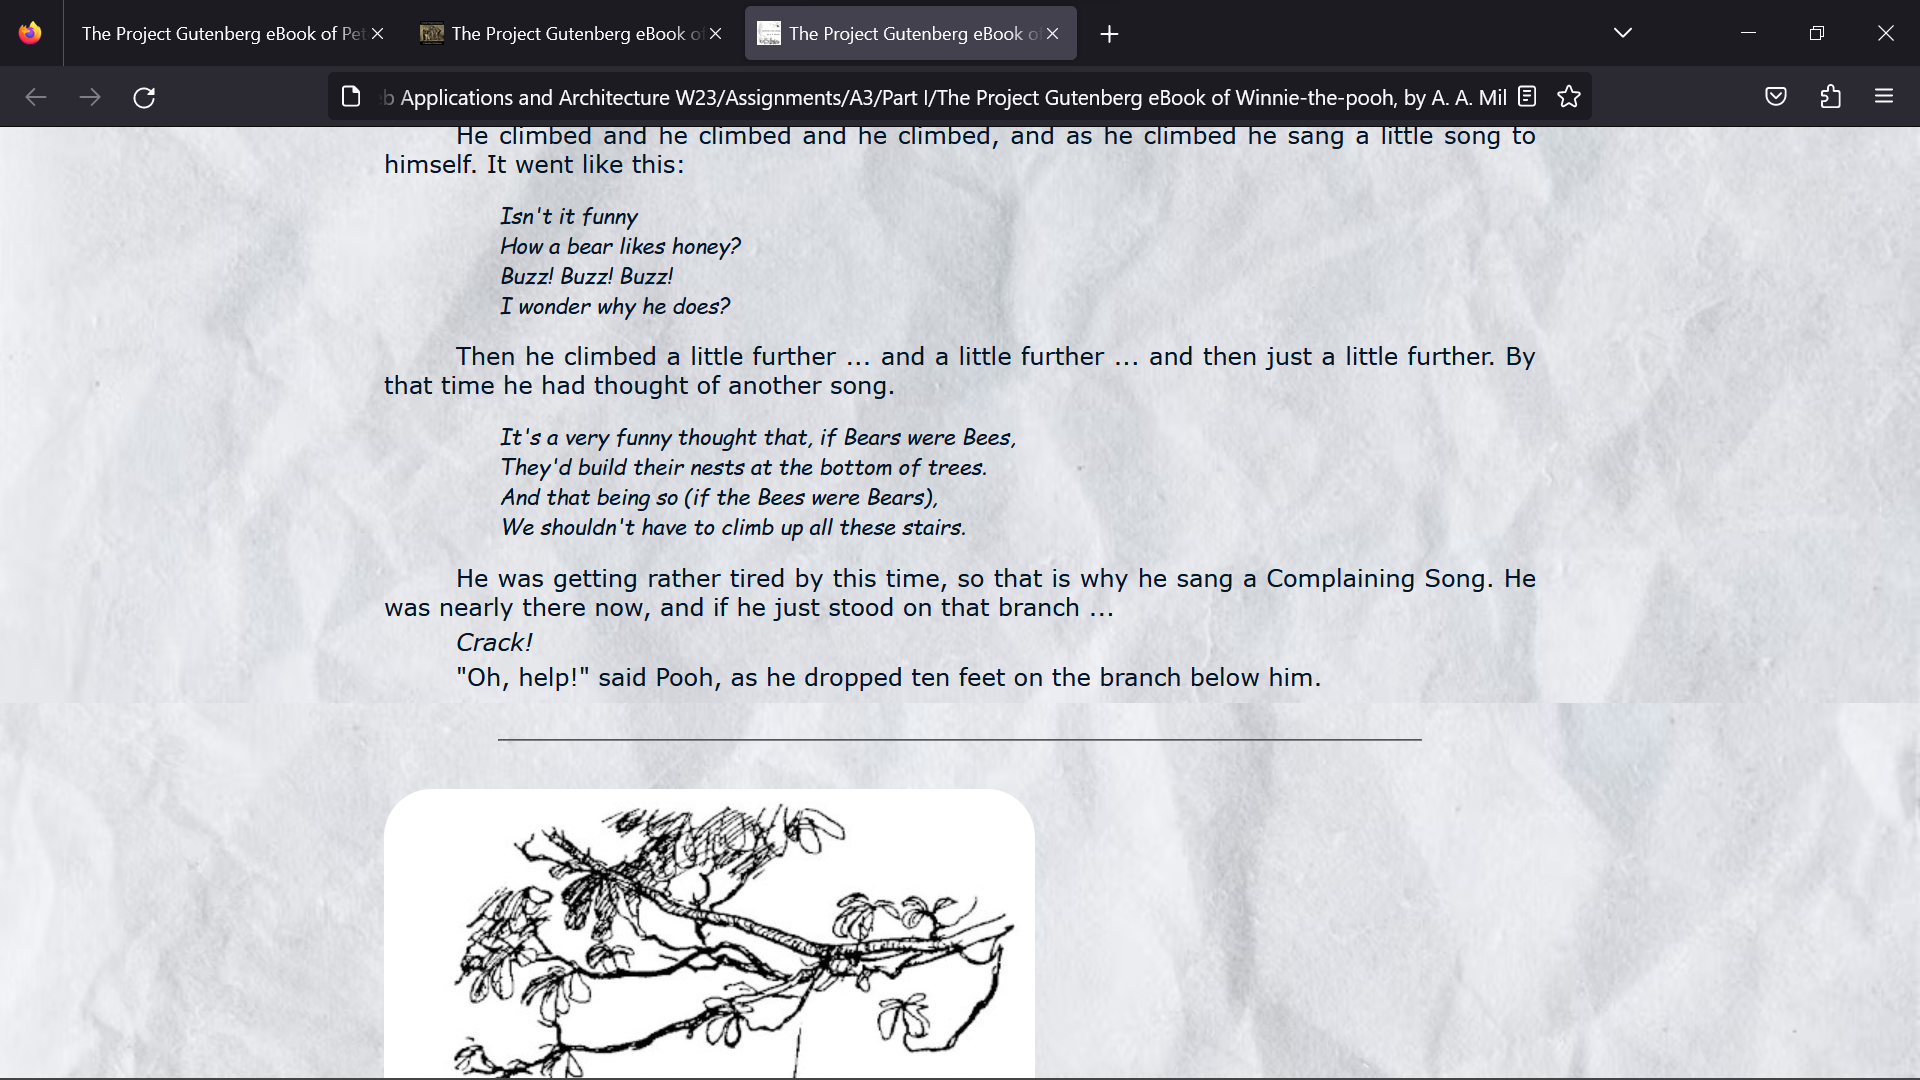 The Project Gutenberg eBook of Pet
The Project Gutenberg eBook of
The Project Gutenberg eBook of
b Applications and Architecture W23/Assignments/A3/Part I/The Project Gutenberg eBook of Winnie-the-pooh, by A. A. Mil
He climbed and he climbed and he climbed, and as he climbed he sang a little song to
himself. It went like this:
Isn't it funny
How a bear likes honey?
Buzz! Buzz! Buzz!
I wonder why he does?
Then he climbed a little further ... and a little further ... and then just a little further. By
that time he had thought of another song.
It's a very funny thought that, if Bears were Bees,
They'd build their nests at the bottom of trees.
And that being so (if the Bees were Bears),
We shouldn't have to climb up all these stairs.
He was getting rather tired by this time, so that is why he sang a Complaining Song. He
was nearly there now, and if he just stood on that branch ...
Crack!
"Oh, help!" said Pooh, as he dropped ten feet on the branch below him.